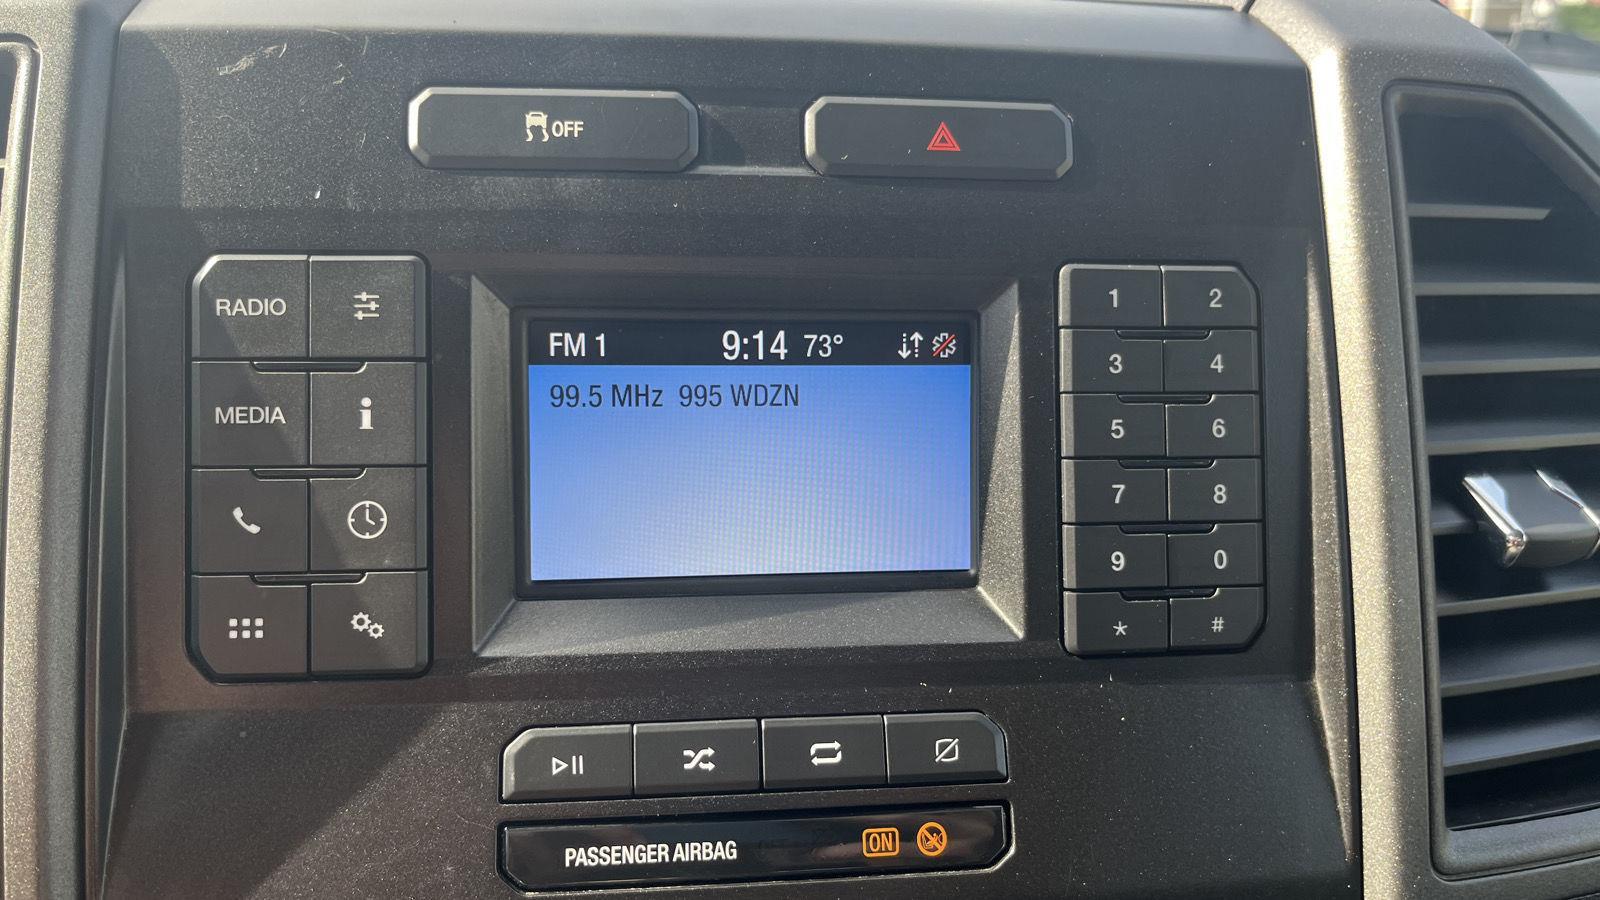 OFF
RADIO
MEDIA
FM 1 9:14 73°
99.5 MHz 995 WDZN
1 2
3 4
5 6
7 8
9 0
* #
PASSENGER AIRBAG ON